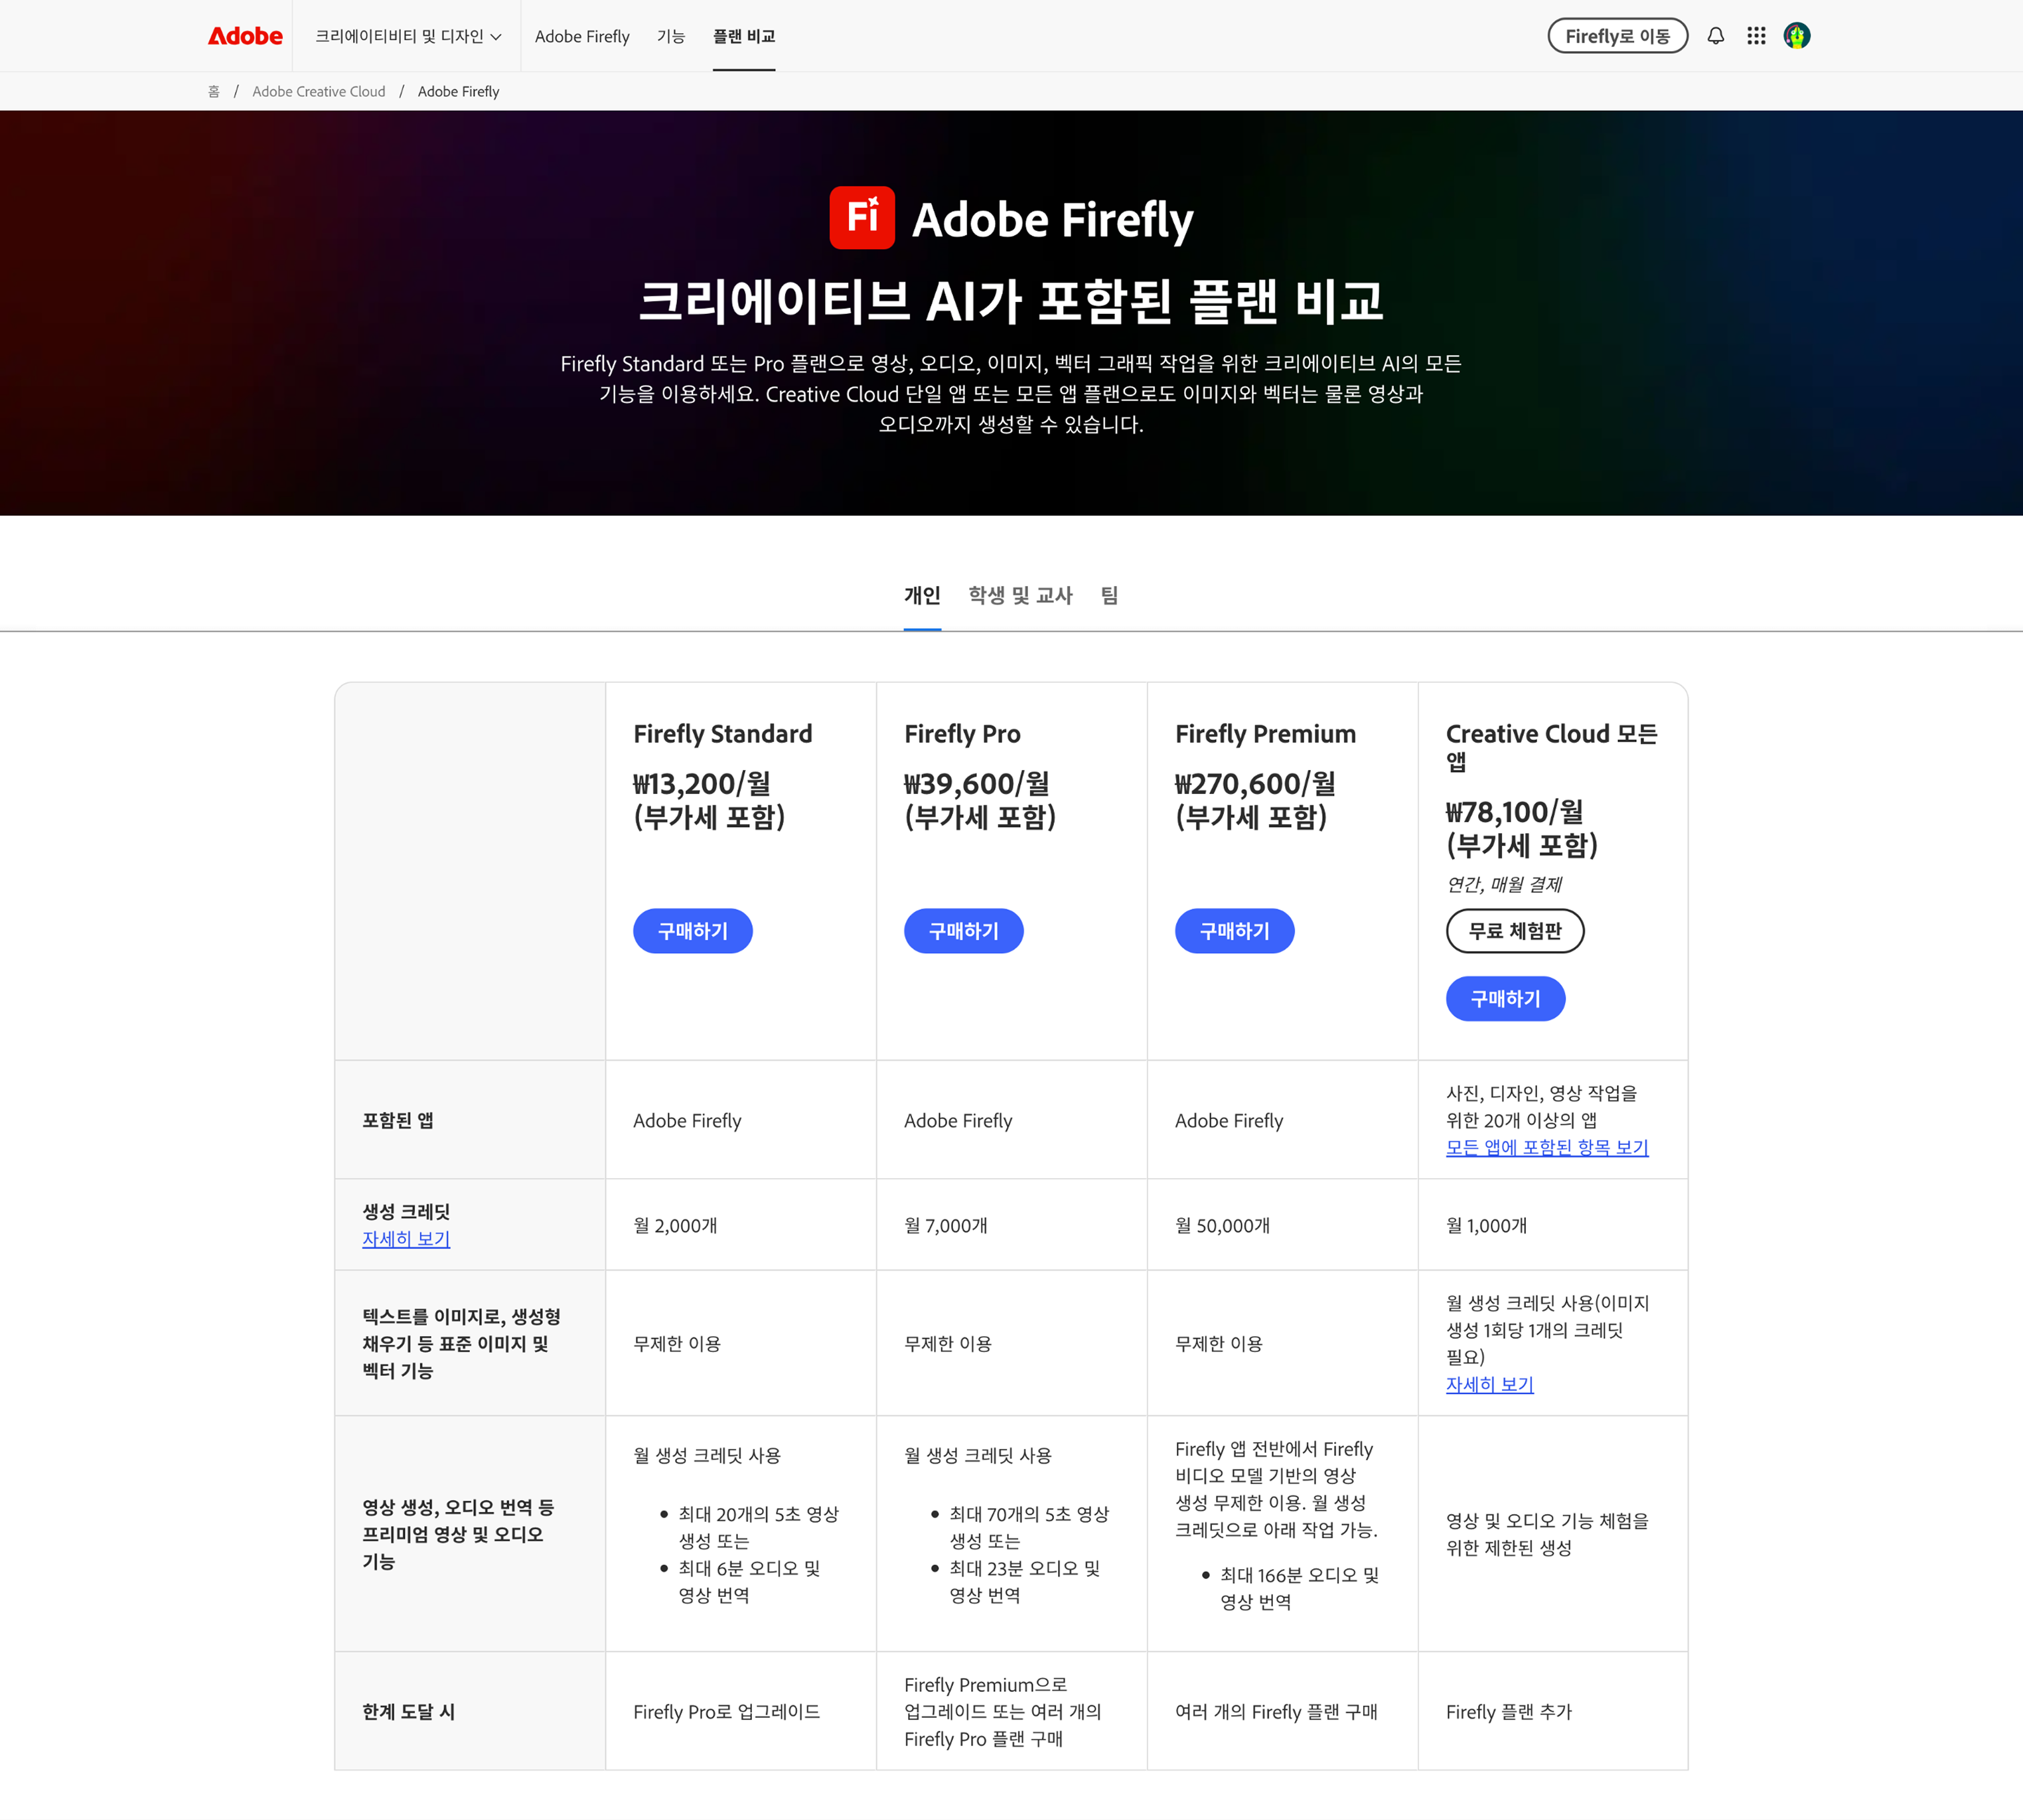 Adobe
크리에이티비티 및 디자인
Adobe Firefly
기능
플랜 비교
Firefly로 이동
홈 / Adobe Creative Cloud / Adobe Firefly
Fi Adobe Firefly
크리에이티브 AI가 포함된 플랜 비교
Firefly Standard 또는 Pro 플랜으로 영상, 오디오, 이미지, 벡터 그래픽 작업을 위한 크리에이티브 AI의 모든
기능을 이용하세요. Creative Cloud 단일 앱 또는 모든 앱 플랜으로도 이미지와 벡터는 물론 영상과
오디오까지 생성할 수 있습니다.
개인
학생 및 교사
팀
Firefly Standard
₩13,200/월
(부가세 포함)
구매하기
Firefly Pro
₩39,600/월
(부가세 포함)
구매하기
Firefly Premium
₩270,600/월
(부가세 포함)
구매하기
Creative Cloud 모든
앱
₩78,100/월
(부가세 포함)
연간, 매월 결제
무료 체험판
구매하기
포함된 앱
Adobe Firefly
Adobe Firefly
Adobe Firefly
사진, 디자인, 영상 작업을
위한 20개 이상의 앱
모든 앱에 포함된 항목 보기
생성 크레딧
자세히 보기
월 2,000개
월 7,000개
월 50,000개
월 1,000개
텍스트를 이미지로, 생성형
채우기 등 표준 이미지 및
벡터 기능
무제한 이용
무제한 이용
무제한 이용
월 생성 크레딧 사용(이미지
생성 1회당 1개의 크레딧
필요)
자세히 보기
영상 생성, 오디오 번역 등
프리미엄 영상 및 오디오
기능
월 생성 크레딧 사용
• 최대 20개의 5초 영상
생성 또는
• 최대 6분 오디오 및
영상 번역
월 생성 크레딧 사용
• 최대 70개의 5초 영상
생성 또는
• 최대 23분 오디오 및
영상 번역
Firefly 앱 전반에서 Firefly
비디오 모델 기반의 영상
생성 무제한 이용. 월 생성
크레딧으로 아래 작업 가능.
• 최대 166분 오디오 및
영상 번역
영상 및 오디오 기능 체험을
위한 제한된 생성
한계 도달 시
Firefly Pro로 업그레이드
Firefly Premium으로
업그레이드 또는 여러 개의
Firefly Pro 플랜 구매
여러 개의 Firefly 플랜 구매
Firefly 플랜 추가